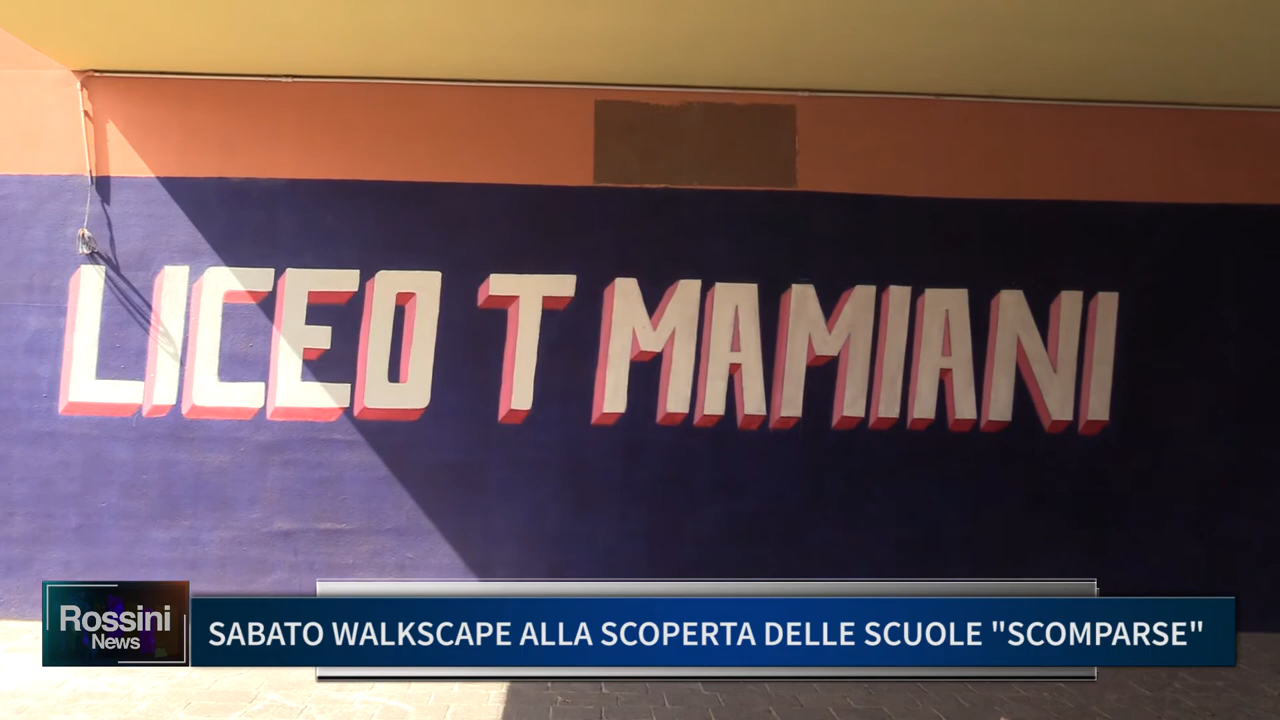 LICEO T MAMIANI
Rossini
News
SABATO WALKSCAPE ALLA SCOPERTA DELLE SCUOLE "SCOMPARSE"